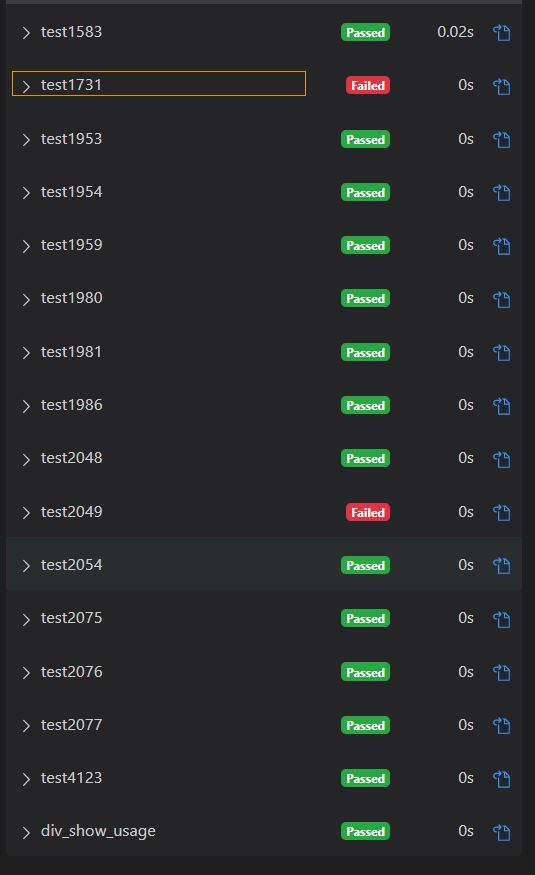 test1583 Passed 0.02s
test1731 Failed 0s
test1953 Passed 0s
test1954 Passed 0s
test1959 Passed 0s
test1980 Passed 0s
test1981 Passed 0s
test1986 Passed 0s
test2048 Passed 0s
test2049 Failed 0s
test2054 Passed 0s
test2075 Passed 0s
test2076 Passed 0s
test2077 Passed 0s
test4123 Passed 0s
div_show_usage Passed 0s